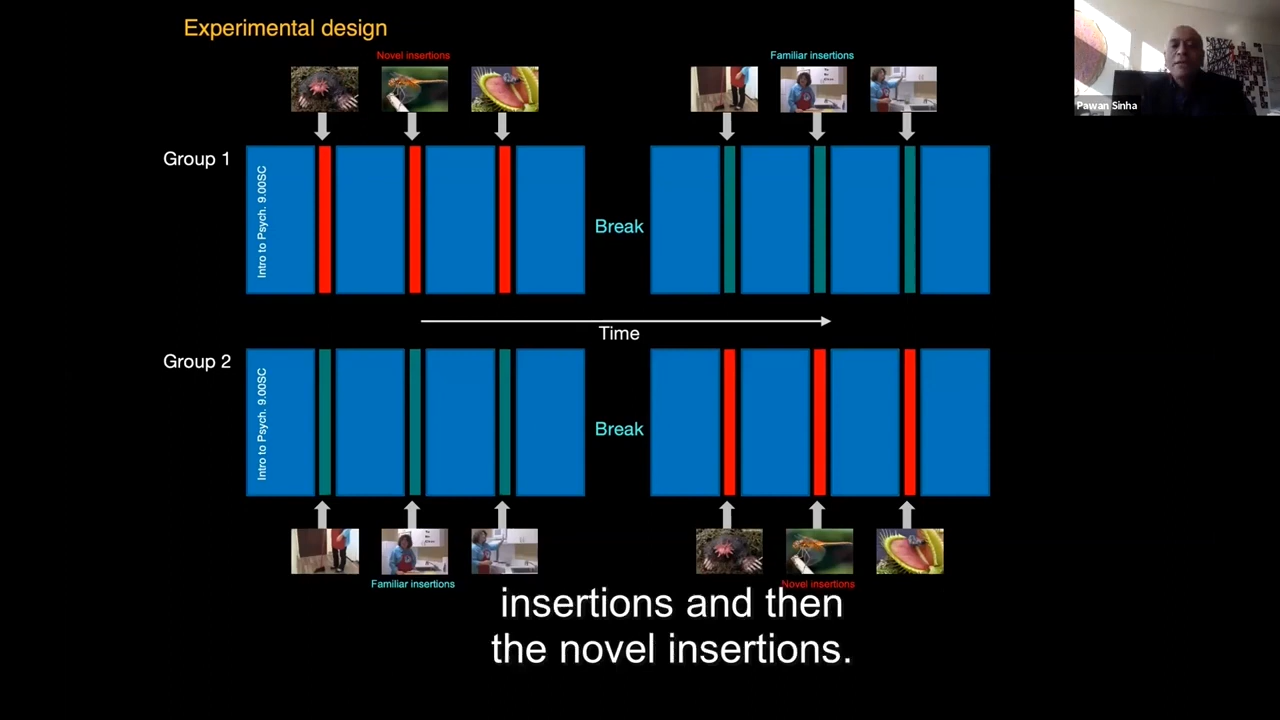 Experimental design
Novel insertions
Familiar insertions
Pawan Sinha
Group 1
Intro to Psych. 9.00SC
Break
Time
Group 2
Intro to Psych. 9.00SC
Break
Familiar insertions
Novel insertions
insertions and then
the novel insertions.